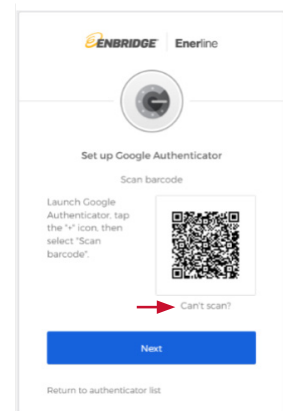 ENBRIDGE Enerline
Set up Google Authenticator
Scan barcode
Launch Google
Authenticator, tap
the "+" icon, then
select "Scan
barcode".
Can't scan?
Next
Return to authenticator list